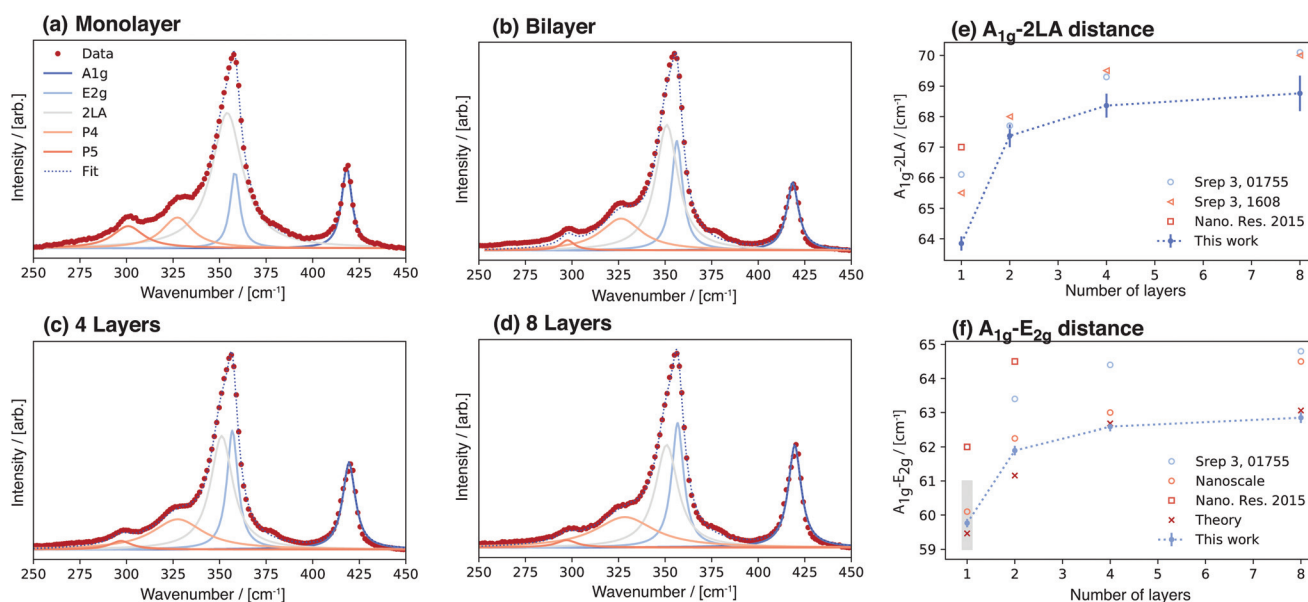 (a) Monolayer
Data
A1g
E2g
2LA
P4
P5
Fit
Intensity / [arb.]
250 275 300 325 350 375 400 425 450
Wavenumber / [cm⁻¹]
(b) Bilayer
Intensity / [arb.]
250 275 300 325 350 375 400 425 450
Wavenumber / [cm⁻¹]
(c) 4 Layers
Intensity / [arb.]
250 275 300 325 350 375 400 425 450
Wavenumber / [cm⁻¹]
(d) 8 Layers
Intensity / [arb.]
250 275 300 325 350 375 400 425 450
Wavenumber / [cm⁻¹]
(e) A1g-2LA distance
A1g-2LA / [cm⁻¹]
70
69
68
67
66
65
64
Srep 3, 01755
Srep 3, 1608
Nano. Res. 2015
This work
1 2 3 4 5 6 7 8
Number of layers
(f) A1g-E2g distance
A1g-E2g / [cm⁻¹]
65
64
63
62
61
60
59
Srep 3, 01755
Nanoscale
Nano. Res. 2015
Theory
This work
1 2 3 4 5 6 7 8
Number of layers